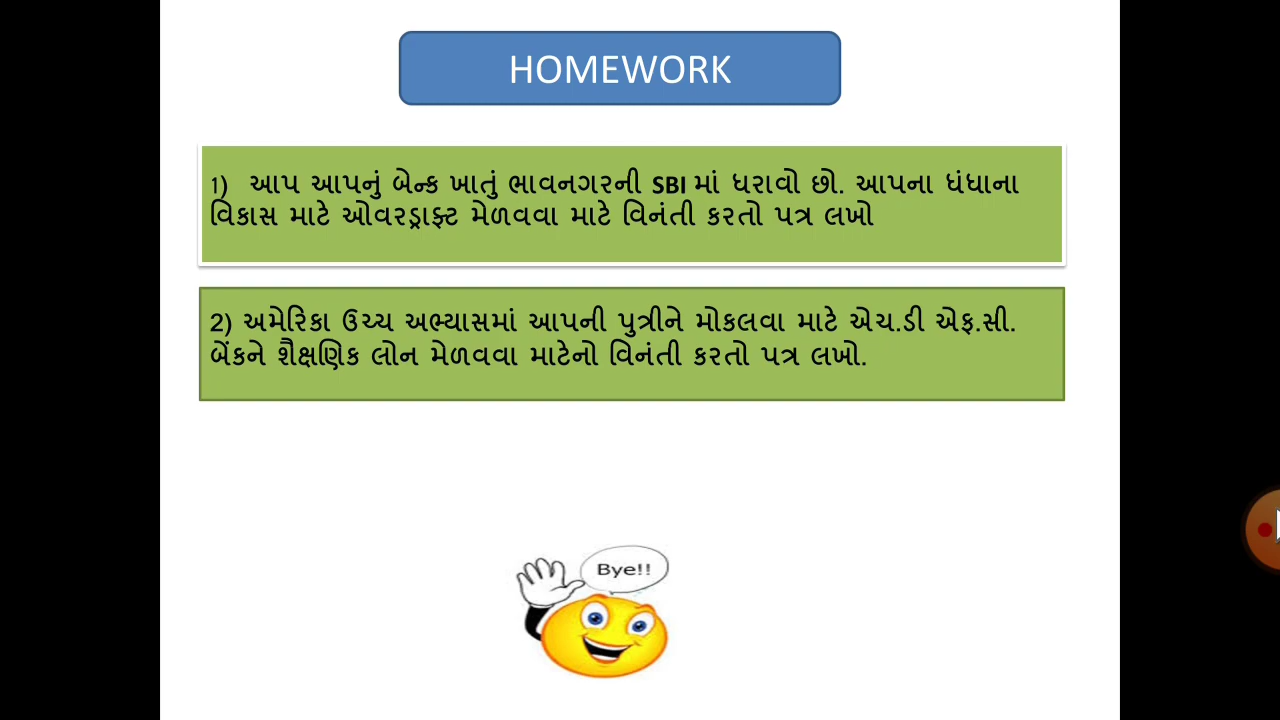 HOMEWORK
1) આપ આપનું બેન્ક ખાતું ભાવનગરની SBI માં ધરાવો છો. આપના ધંધાના
વિકાસ માટે ઓવરડ્રાફ્ટ મેળવવા માટે વિનંતી કરતો પત્ર લખો
2) અમેરિકા ઉચ્ચ અભ્યાસમાં આપની પુત્રીને મોકલવા માટે એચ.ડી એફ.સી.
બેંકને શૈક્ષણિક લોન મેળવવા માટેનો વિનંતી કરતો પત્ર લખો.
Bye!!